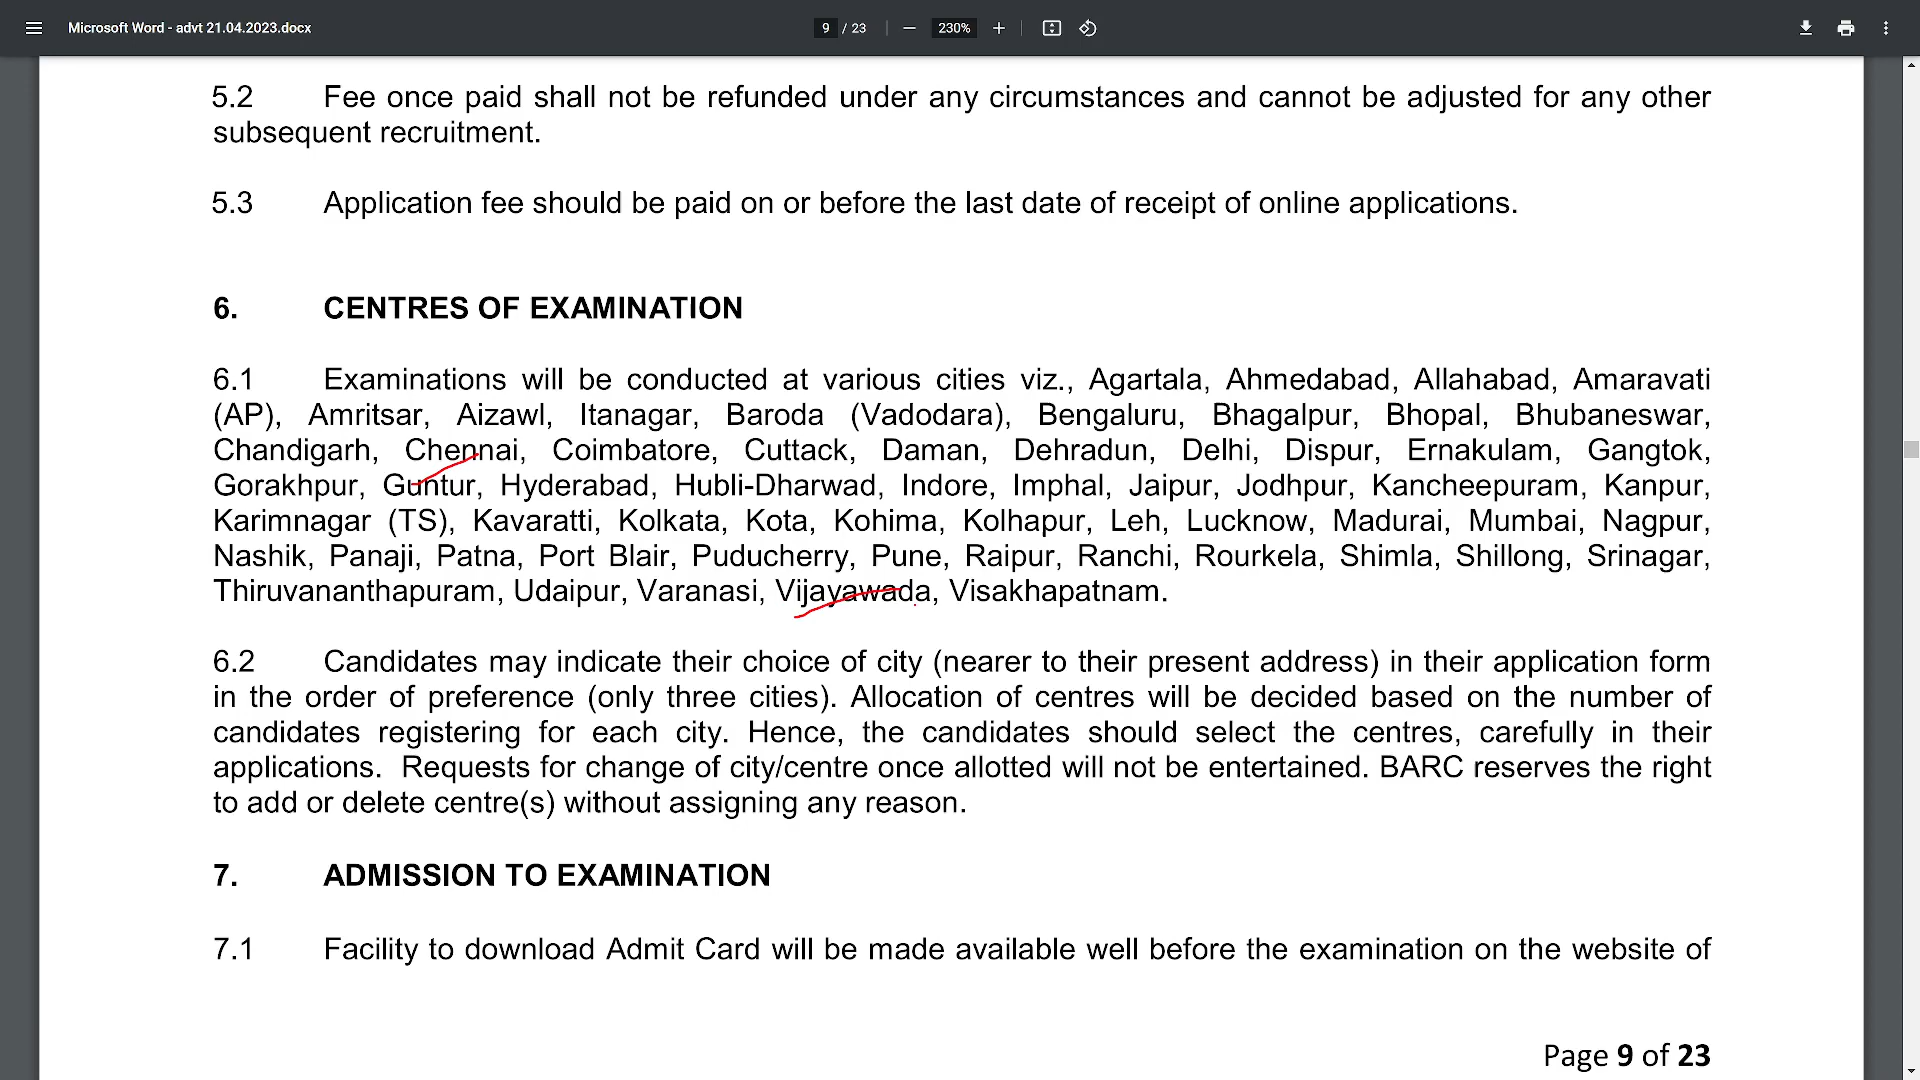 Microsoft Word - advt 21.04.2023.docx
9 / 23
230%
5.2 Fee once paid shall not be refunded under any circumstances and cannot be adjusted for any other
subsequent recruitment.
5.3 Application fee should be paid on or before the last date of receipt of online applications.
6. CENTRES OF EXAMINATION
6.1 Examinations will be conducted at various cities viz., Agartala, Ahmedabad, Allahabad, Amaravati
(AP), Amritsar, Aizawl, Itanagar, Baroda (Vadodara), Bengaluru, Bhagalpur, Bhopal, Bhubaneswar,
Chandigarh, Chennai, Coimbatore, Cuttack, Daman, Dehradun, Delhi, Dispur, Ernakulam, Gangtok,
Gorakhpur, Guntur, Hyderabad, Hubli-Dharwad, Indore, Imphal, Jaipur, Jodhpur, Kancheepuram, Kanpur,
Karimnagar (TS), Kavaratti, Kolkata, Kota, Kohima, Kolhapur, Leh, Lucknow, Madurai, Mumbai, Nagpur,
Nashik, Panaji, Patna, Port Blair, Puducherry, Pune, Raipur, Ranchi, Rourkela, Shimla, Shillong, Srinagar,
Thiruvananthapuram, Udaipur, Varanasi, Vijayawada, Visakhapatnam.
6.2 Candidates may indicate their choice of city (nearer to their present address) in their application form
in the order of preference (only three cities). Allocation of centres will be decided based on the number of
candidates registering for each city. Hence, the candidates should select the centres, carefully in their
applications. Requests for change of city/centre once allotted will not be entertained. BARC reserves the right
to add or delete centre(s) without assigning any reason.
7. ADMISSION TO EXAMINATION
7.1 Facility to download Admit Card will be made available well before the examination on the website of
Page 9 of 23